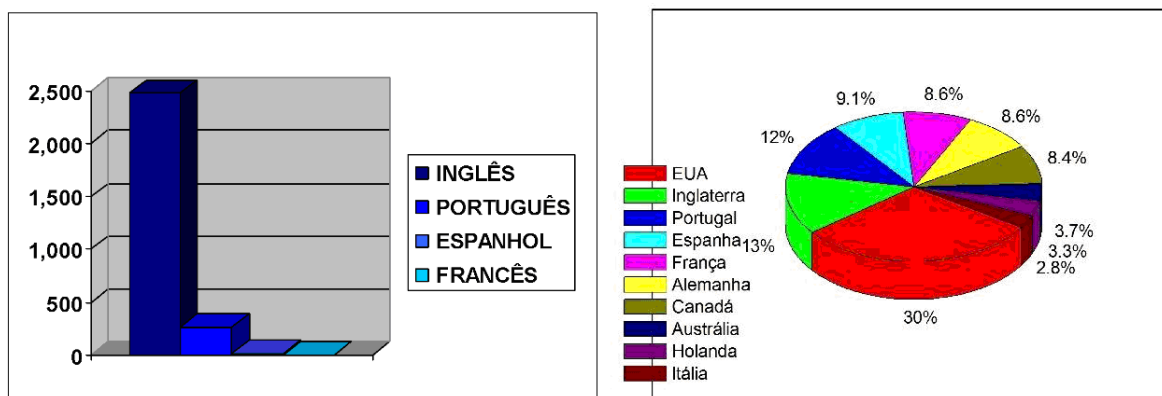 2,500
2,000
1,500
1,000
500
0
INGLÊS
PORTUGUÊS
ESPANHOL
FRANCÊS
8.6%
9.1%
8.6%
12%
8.4%
EUA
Inglaterra
Portugal
Espanha
França
Alemanha
Canadá
Austrália
Holanda
Itália
13%
3.7%
3.3%
2.8%
30%